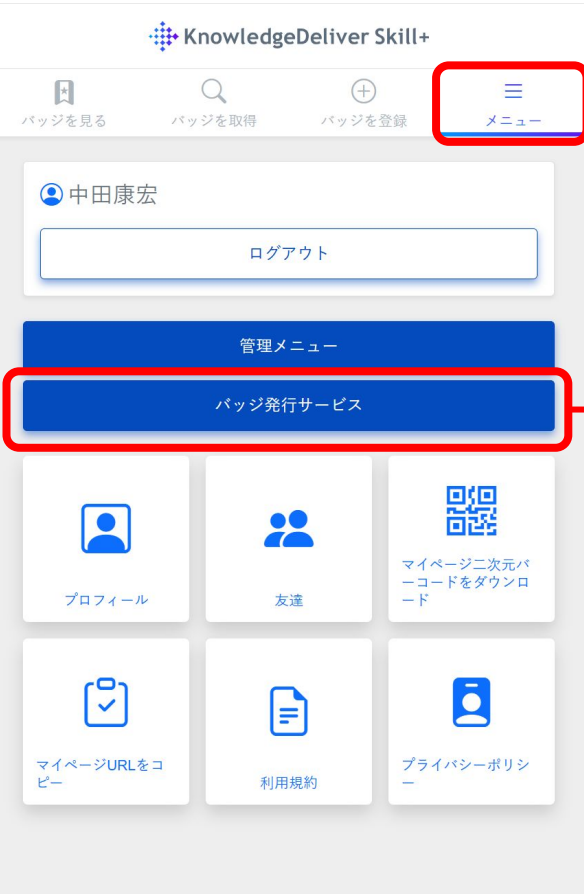 KnowledgeDeliver Skill+
バッジを見る
バッジを取得
バッジを登録
メニュー
中田康宏
ログアウト
管理メニュー
バッジ発行サービス
プロフィール
友達
マイページ二次元バ
ーコードをダウンロ
ード
マイページURLをコ
ピー
利用規約
プライバシーポリシ
ー